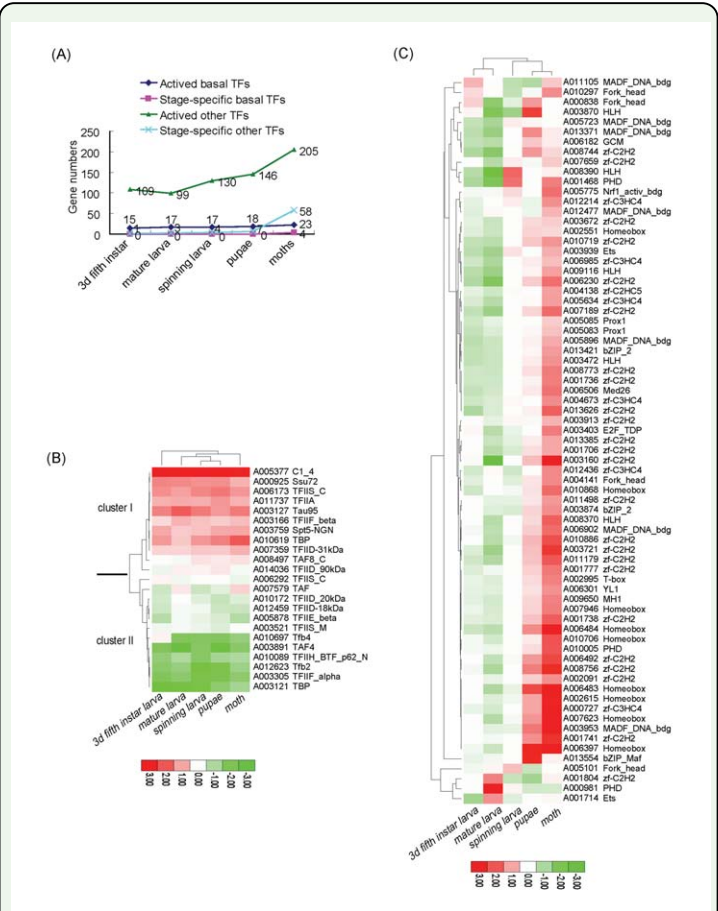 (A)
Actived basal TFs
Stage-specific basal TFs
Actived other TFs
Stage-specific other TFs
Gene numbers
250
200
150
100
50
0
109
99
130
146
205
15
17
17
18
23
58
4
3d fifth instar
mature larva
spinning larva
pupae
moths
(B)
cluster I
cluster II
A005377 C1_4
A000925 Ssu72
A006173 TFIIS_C
A011737 TFIIA
A003127 Tau95
A003166 TFIIF_beta
A003759 Spt5-NGN
A010619 TBP
A007359 TFIID-31kDa
A008497 TAF8_C
A014036 TFIID_90kDa
A006292 TFIIS_C
A007579 TAF
A010172 TFIID_20kDa
A012459 TFIID-18kDa
A005878 TFIIE_beta
A003521 TFIIS_M
A010697 Tfb4
A003891 TAF4
A010089 TFIIH_BTF_p62_N
A012623 Tfb2
A003305 TFIIF_alpha
A003121 TBP
3d fifth instar larva
mature larva
spinning larva
pupae
moth
3.00
2.00
1.00
0.00
-1.00
-2.00
-3.00
(C)
A011105 MADF_DNA_bdg
A010297 Fork_head
A000838 Fork_head
A003870 HLH
A005723 MADF_DNA_bdg
A013371 MADF_DNA_bdg
A006182 GCM
A008744 zf-C2H2
A007659 zf-C2H2
A008390 HLH
A001468 PHD
A005775 Nrf1_activ_bdg
A012214 zf-C3HC4
A012477 MADF_DNA_bdg
A003672 zf-C2H2
A002551 Homeobox
A010719 zf-C2H2
A003939 Ets
A006985 zf-C3HC4
A009116 HLH
A006230 zf-C2H2
A004138 zf-C2HC5
A005634 zf-C3HC4
A007189 zf-C2H2
A005085 Prox1
A005083 Prox1
A005896 MADF_DNA_bdg
A013421 bZIP_2
A003472 HLH
A008773 zf-C2H2
A001736 zf-C2H2
A006506 Med26
A004673 zf-C3HC4
A013626 zf-C2H2
A003913 zf-C2H2
A003403 E2F_TDP
A013385 zf-C2H2
A001706 zf-C2H2
A003160 zf-C2H2
A012436 zf-C3HC4
A004141 Fork_head
A010868 Homeobox
A011498 zf-C2H2
A003874 bZIP_2
A008370 HLH
A006902 MADF_DNA_bdg
A010886 zf-C2H2
A003721 zf-C2H2
A011179 zf-C2H2
A001777 zf-C2H2
A002995 T-box
A006301 YL1
A009650 MH1
A007946 Homeobox
A001738 zf-C2H2
A006484 Homeobox
A010706 Homeobox
A010005 PHD
A006492 zf-C2H2
A008756 zf-C2H2
A002091 zf-C2H2
A006483 Homeobox
A002615 Homeobox
A000727 zf-C3HC4
A007623 Homeobox
A003953 MADF_DNA_bdg
A001741 zf-C2H2
A006397 Homeobox
A013554 bZIP_Maf
A005101 Fork_head
A001804 zf-C2H2
A000981 PHD
A001714 Ets
3d fifth instar larva
mature larva
spinning larva
pupae
moth
3.00
2.00
1.00
0.00
-1.00
-2.00
-3.00